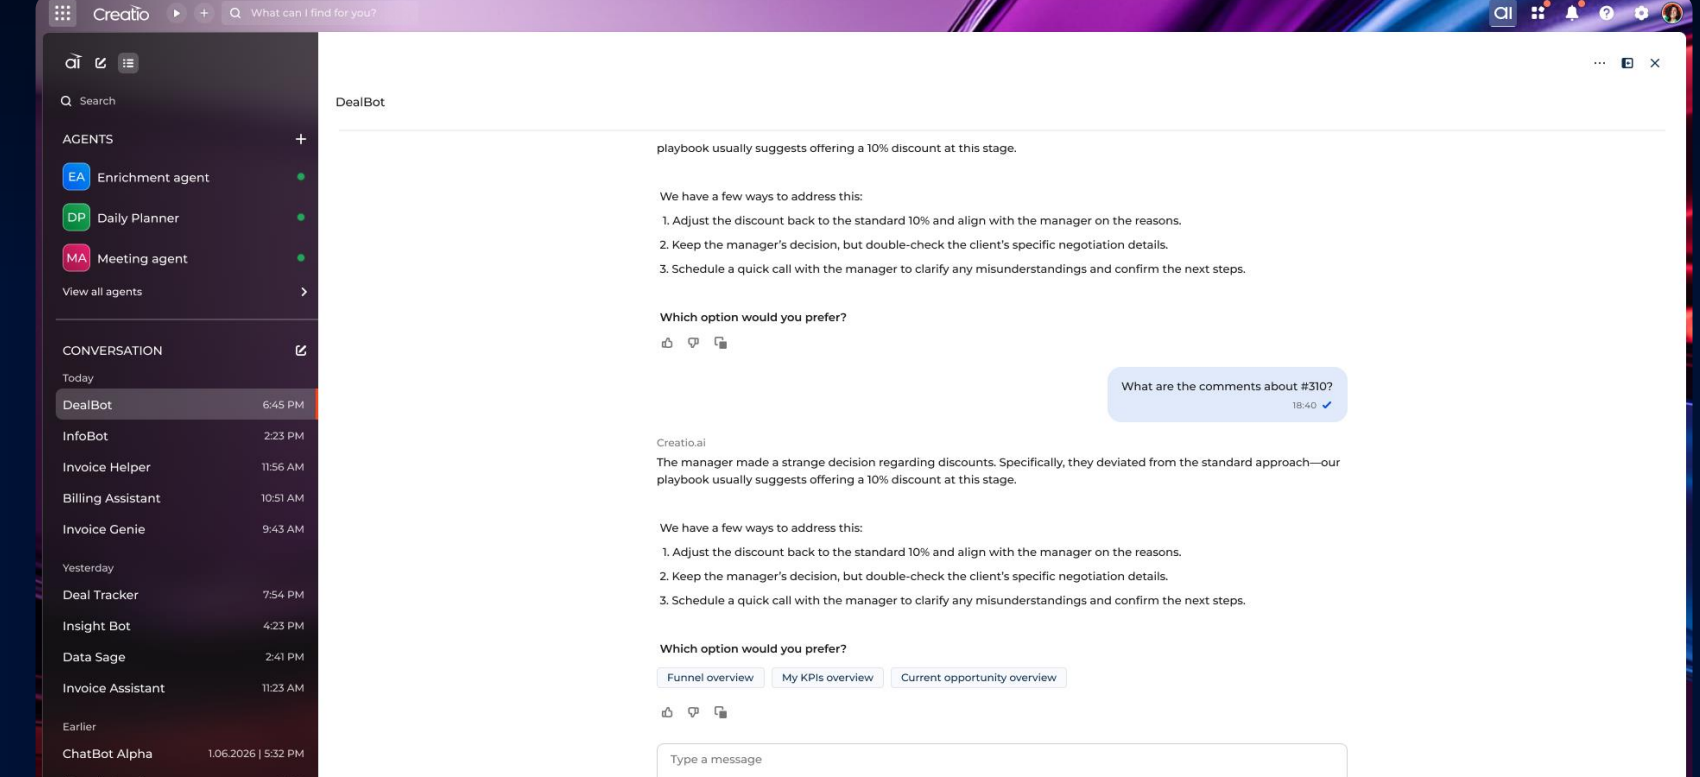 Creatio
What can I find for you?
ai
ai
Search
AGENTS
EA Enrichment agent
DP Daily Planner
MA Meeting agent
View all agents
CONVERSATION
Today
DealBot 6:45 PM
InfoBot 2:23 PM
Invoice Helper 11:56 AM
Billing Assistant 10:51 AM
Invoice Genie 9:43 AM
Yesterday
Deal Tracker 7:54 PM
Insight Bot 4:23 PM
Data Sage 2:41 PM
Invoice Assistant 11:23 AM
Earlier
ChatBot Alpha 1.06.2026 | 5:32 PM
DealBot
playbook usually suggests offering a 10% discount at this stage.
We have a few ways to address this:
1. Adjust the discount back to the standard 10% and align with the manager on the reasons.
2. Keep the manager's decision, but double-check the client's specific negotiation details.
3. Schedule a quick call with the manager to clarify any misunderstandings and confirm the next steps.
Which option would you prefer?
What are the comments about #310?
18:40
Creatio.ai
The manager made a strange decision regarding discounts. Specifically, they deviated from the standard approach—our
playbook usually suggests offering a 10% discount at this stage.
We have a few ways to address this:
1. Adjust the discount back to the standard 10% and align with the manager on the reasons.
2. Keep the manager's decision, but double-check the client's specific negotiation details.
3. Schedule a quick call with the manager to clarify any misunderstandings and confirm the next steps.
Which option would you prefer?
Funnel overview My KPIs overview Current opportunity overview
Type a message